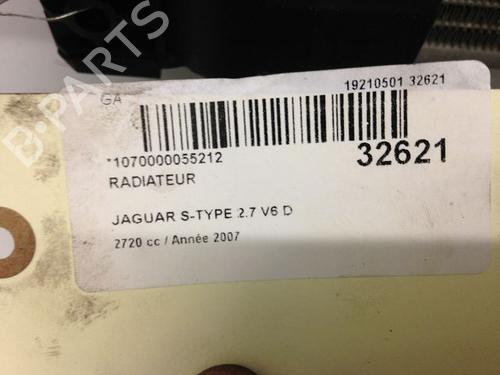 B-PARTS
GA
19210501 32621
*1070000055212
32621
RADIATEUR
JAGUAR S-TYPE 2.7 V6 D
2720 cc / Année 2007